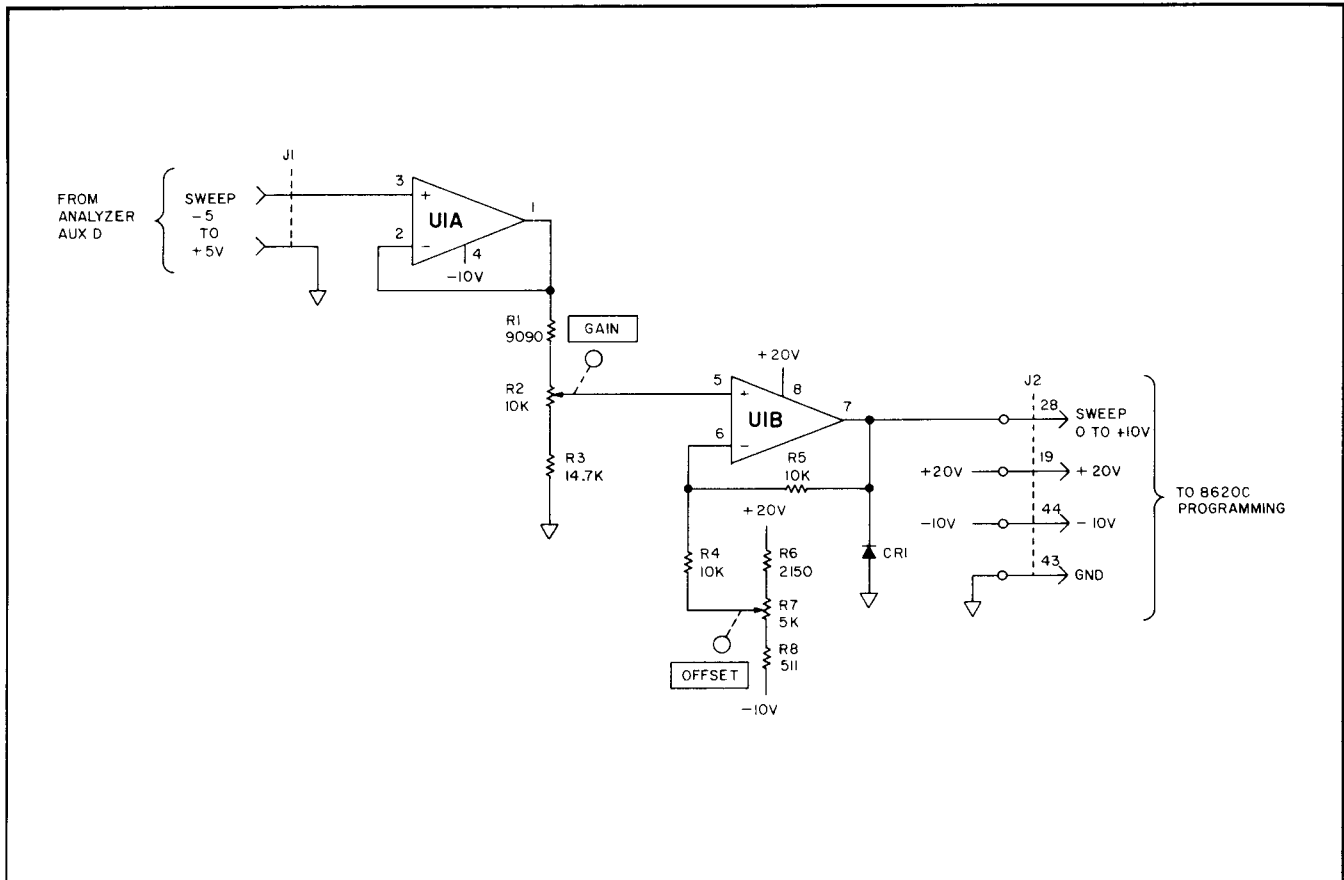 J1
FROM
ANALYZER
AUX D
SWEEP
-5
TO
+5V
3
+
U1A
1
2
-
4
-10V
R1
9090
GAIN
R2
10K
R3
14.7K
+20V
5
+
8
U1B
7
6
-
R5
10K
+20V
R4
10K
R6
2150
R7
5K
R8
511
OFFSET
-10V
CR1
J2
28
SWEEP
0 TO +10V
+20V
19
+20V
-10V
44
-10V
43
GND
TO 8620C
PROGRAMMING